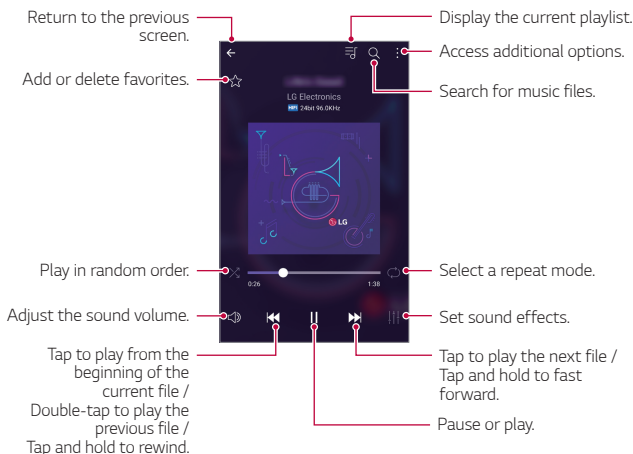 Return to the previous
screen.
Display the current playlist.
Access additional options.
Add or delete favorites.
Search for music files.
LG Electronics
HIFI 24bit 96.0KHz
LG
Play in random order.
Select a repeat mode.
0:26
1:38
Adjust the sound volume.
Set sound effects.
Tap to play from the
beginning of the
current file /
Double-tap to play the
previous file /
Tap and hold to rewind.
Tap to play the next file /
Tap and hold to fast
forward.
Pause or play.